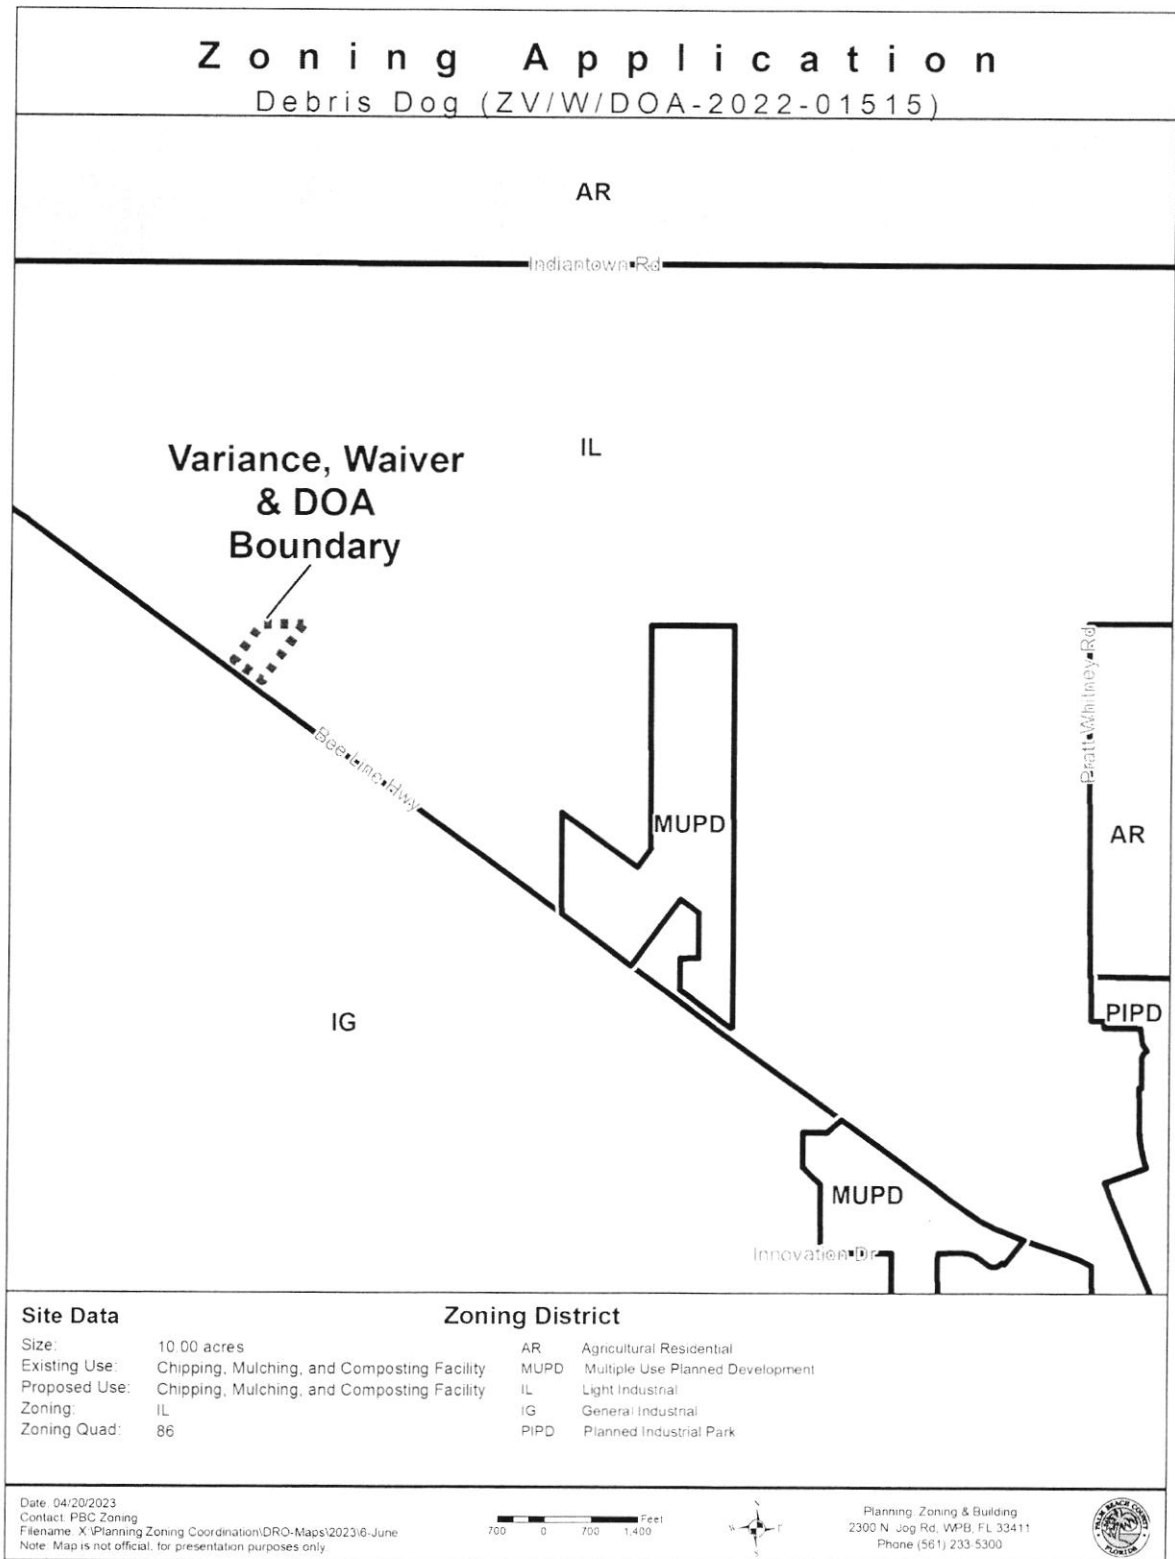 Zoning Application
Debris Dog (ZV/W/DOA-2022-01515)
AR
Indiantown Rd
IL
Variance, Waiver
& DOA
Boundary
Pratt Whitney Rd
Bee Line Hwy
MUPD
AR
IG
PIPD
MUPD
Innovation Dr
Site Data
Size: 10.00 acres
Existing Use: Chipping, Mulching, and Composting Facility
Proposed Use: Chipping, Mulching, and Composting Facility
Zoning: IL
Zoning Quad: 86
Zoning District
AR Agricultural Residential
MUPD Multiple Use Planned Development
IL Light Industrial
IG General Industrial
PIPD Planned Industrial Park
Date: 04/20/2023
Contact: PBC Zoning
Filename: X:\Planning Zoning Coordination\DRO-Maps\2023\6-June
Note: Map is not official, for presentation purposes only
Feet
700 0 700 1,400
N
W E
S
Planning, Zoning & Building
2300 N. Jog Rd, WPB, FL 33411
Phone (561) 233-5300
PALM BEACH COUNTY
FLORIDA